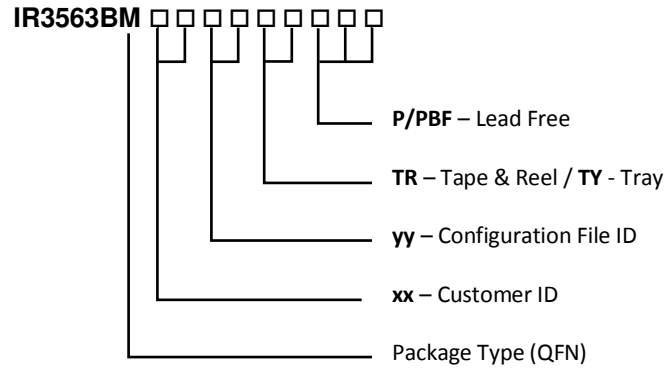 IR3563BM □ □ □ □ □ □ □ □ □
P/PBF – Lead Free
TR – Tape & Reel / TY - Tray
yy – Configuration File ID
xx – Customer ID
Package Type (QFN)